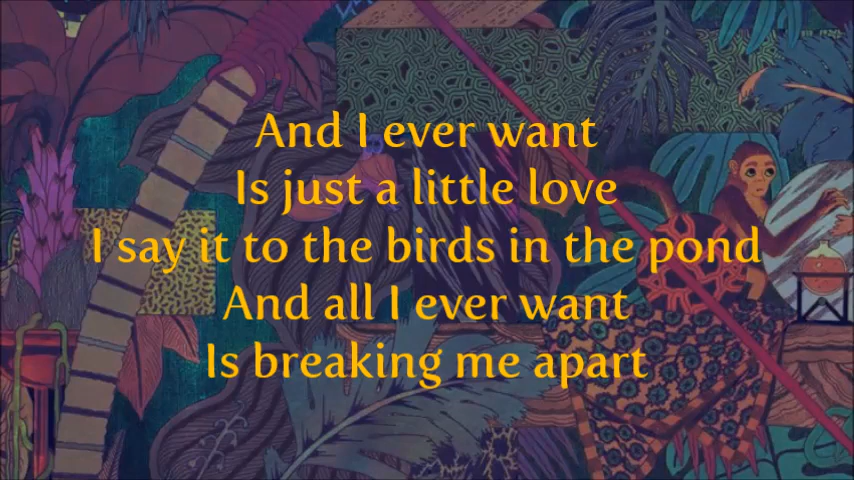 And I ever want
Is just a little love
I say it to the birds in the pond
And all I ever want
Is breaking me apart